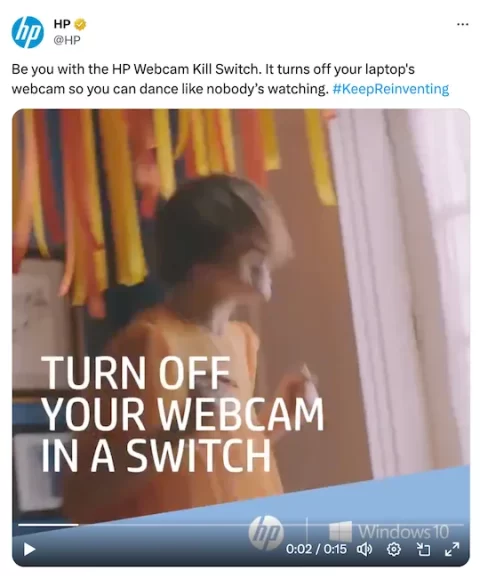 hp
HP
@HP
Be you with the HP Webcam Kill Switch. It turns off your laptop's
webcam so you can dance like nobody’s watching. #KeepReinventing
TURN OFF
YOUR WEBCAM
IN A SWITCH
hp
Windows 10
0:02 / 0:15